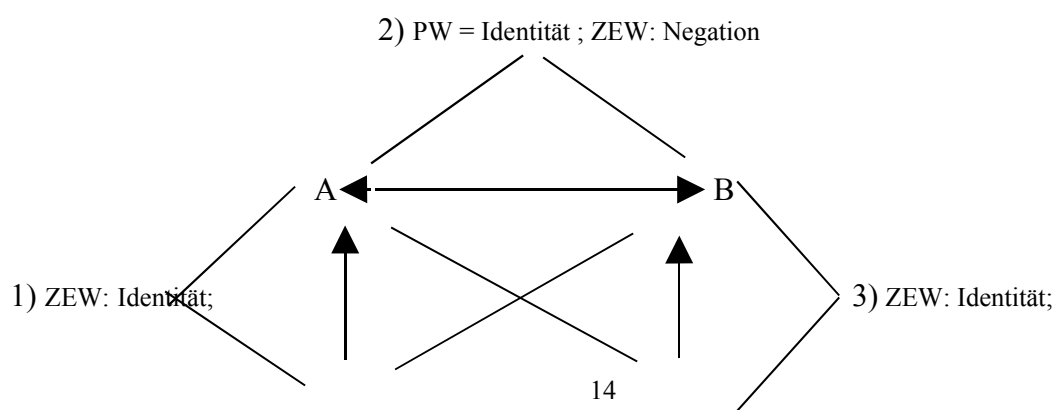 2) PW = Identität ; ZEW: Negation
A B
1) ZEW: Identität; 3) ZEW: Identität;
14